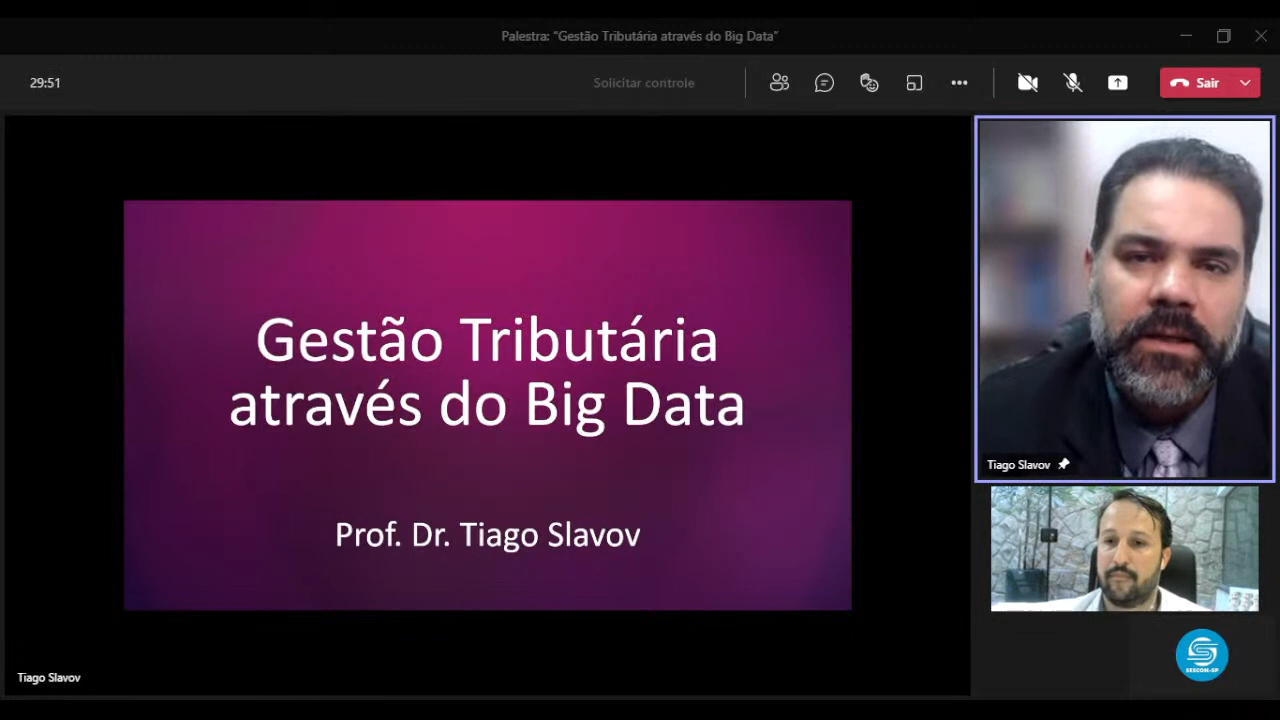 Palestra: "Gestão Tributária através do Big Data"
29:51
Solicitar controle
Sair
Gestão Tributária
através do Big Data
Prof. Dr. Tiago Slavov
Tiago Slavov
Tiago Slavov
SESCON-SP